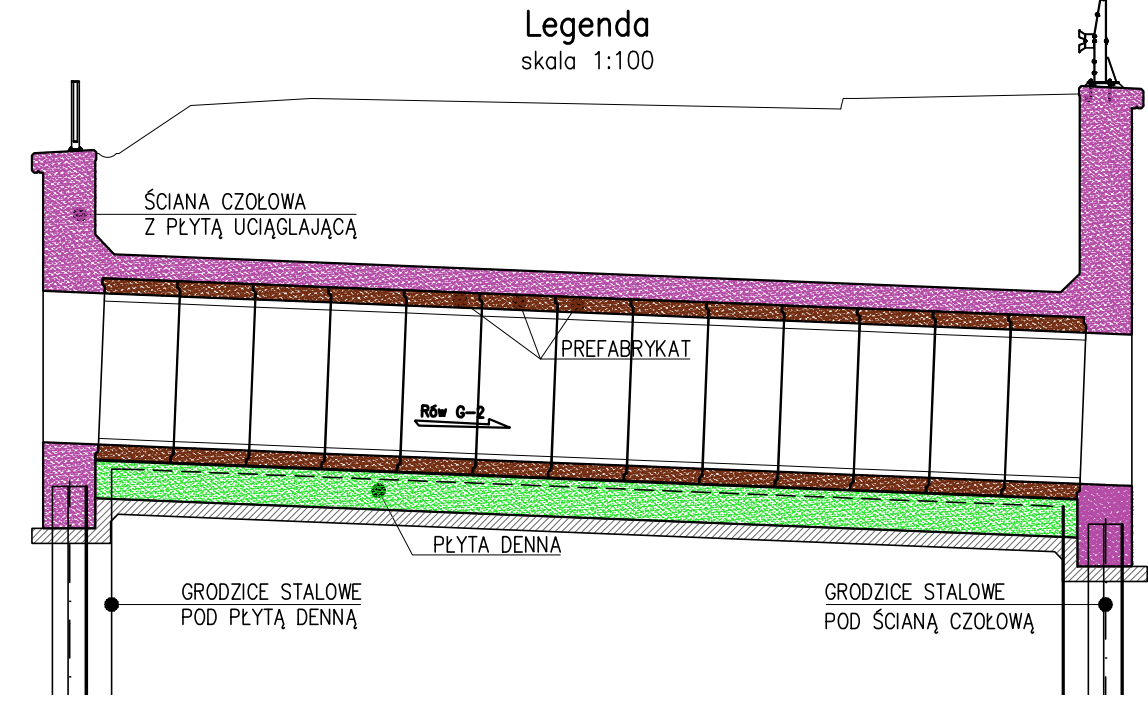 Legenda
skala 1:100
ŚCIANA CZOŁOWA
Z PŁYTĄ UCIĄGLAJĄCĄ
PREFABRYKAT
Rów G-2
PŁYTA DENNA
GRODZICE STALOWE
POD PŁYTĄ DENNĄ
GRODZICE STALOWE
POD ŚCIANĄ CZOŁOWĄ